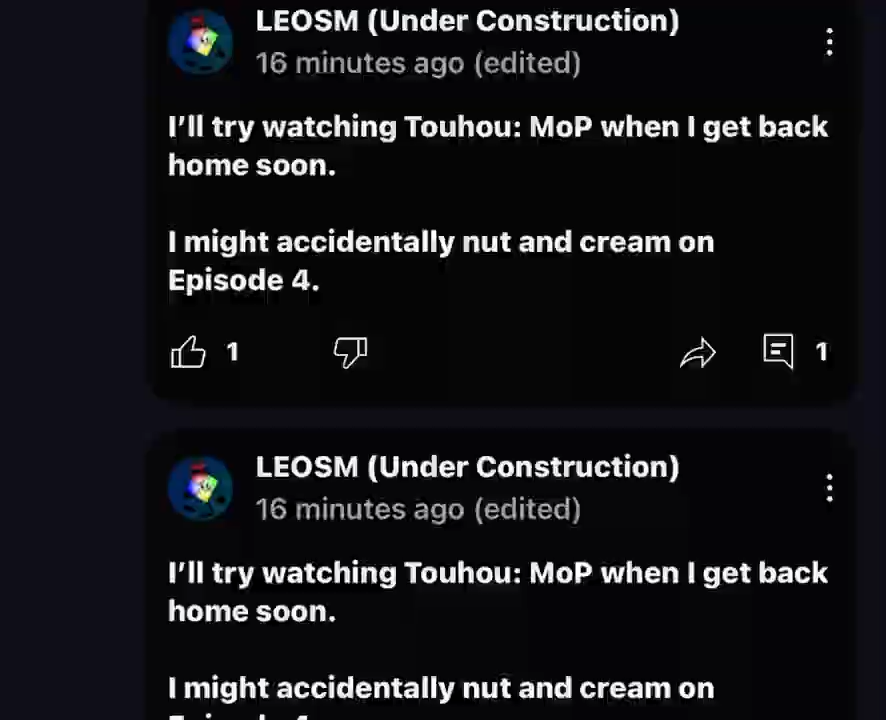 LEOSM (Under Construction)
16 minutes ago (edited)
I’ll try watching Touhou: MoP when I get back
home soon.
I might accidentally nut and cream on
Episode 4.
1
1
LEOSM (Under Construction)
16 minutes ago (edited)
I’ll try watching Touhou: MoP when I get back
home soon.
I might accidentally nut and cream on